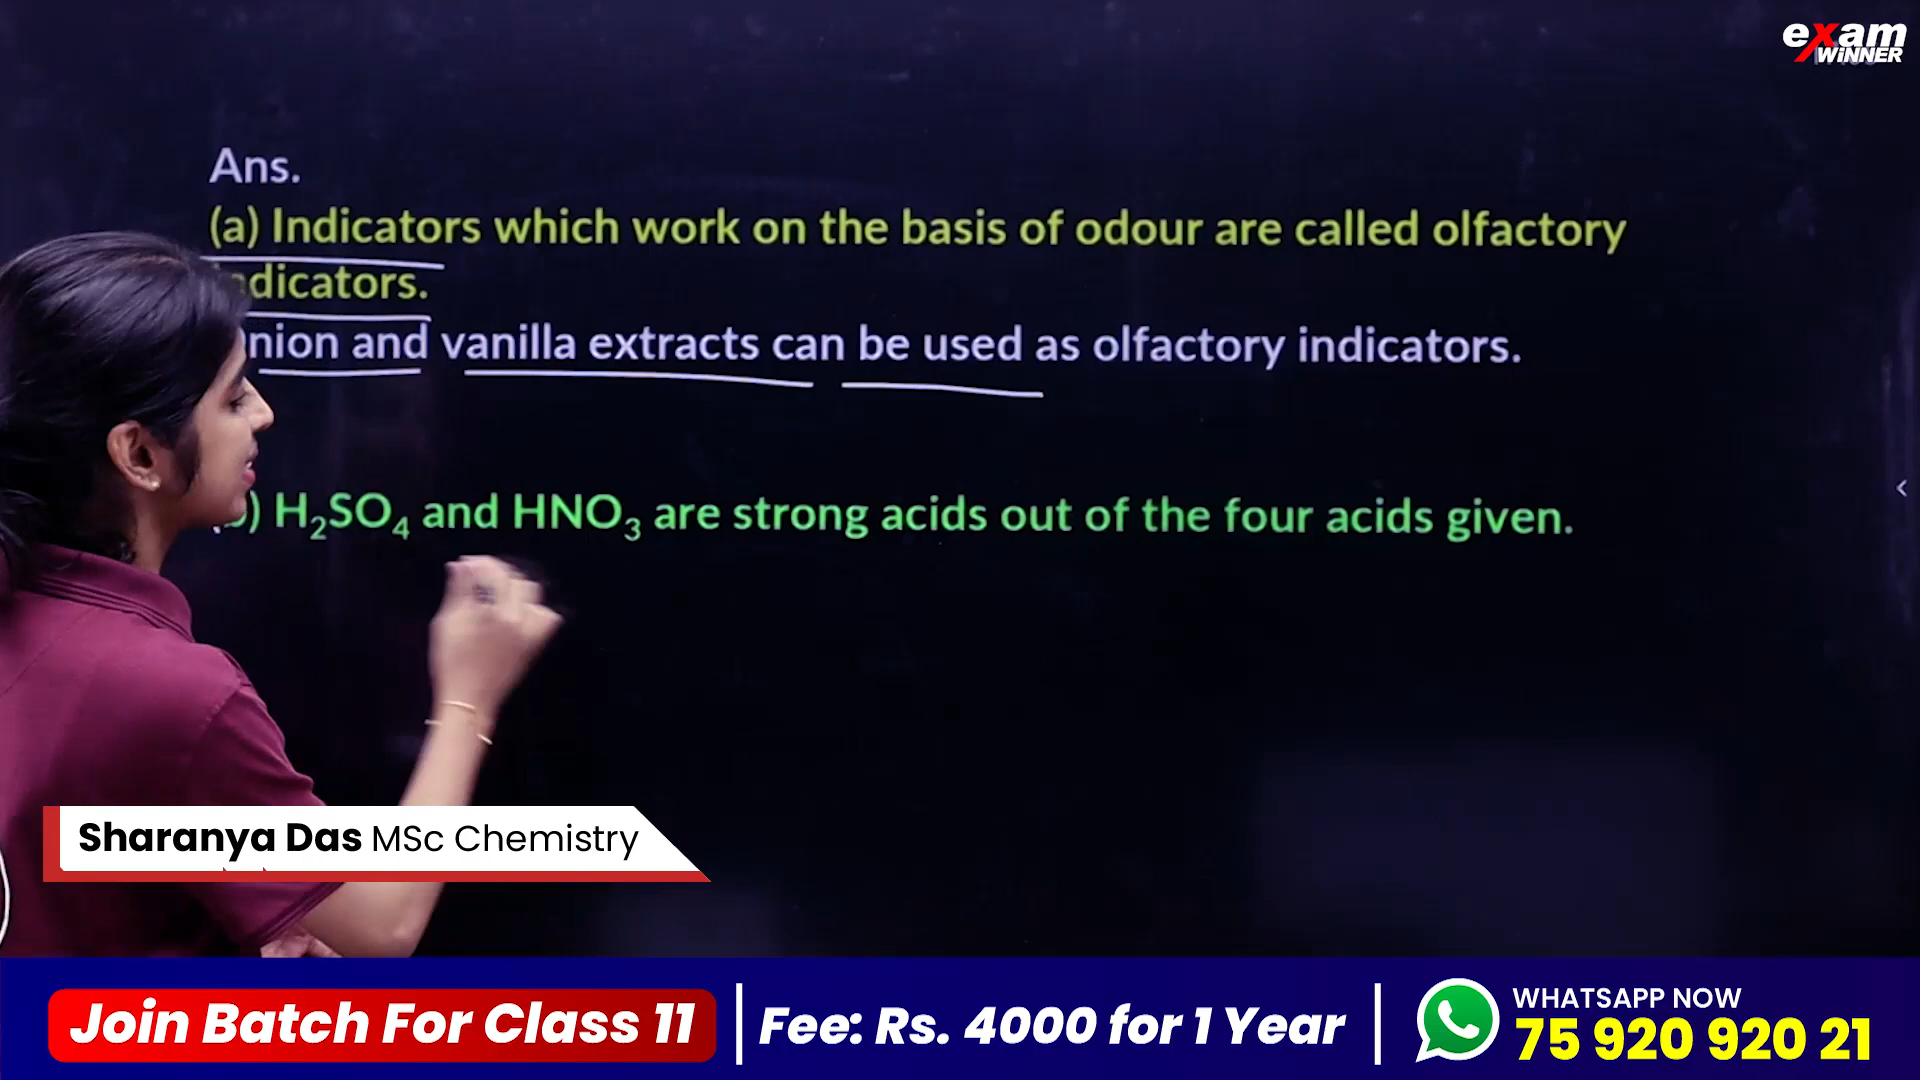 exam
WiNNER
Ans.
(a) Indicators which work on the basis of odour are called olfactory
indicators.
and vanilla extracts can be used as olfactory indicators.
H₂SO₄ and HNO₃ are strong acids out of the four acids given.
Sharanya Das MSc Chemistry
Join Batch For Class 11
Fee: Rs. 4000 for 1 Year
WHATSAPP NOW
75 920 920 21